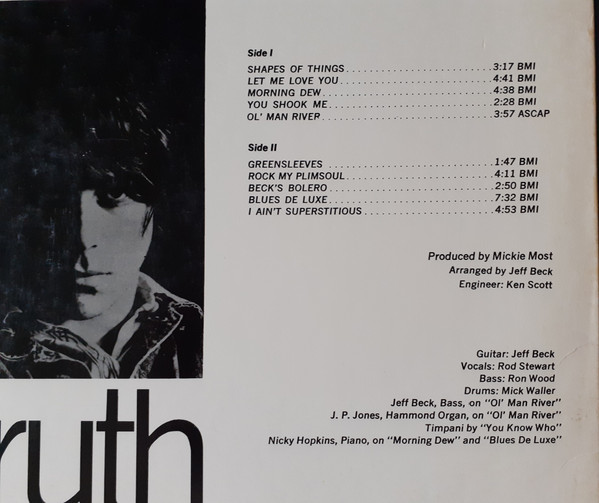 Side I
SHAPES OF THINGS . . . . . . . . . . . . . . . . . . . . . . 3:17 BMI
LET ME LOVE YOU . . . . . . . . . . . . . . . . . . . . . . . 4:41 BMI
MORNING DEW . . . . . . . . . . . . . . . . . . . . . . . . . 4:38 BMI
YOU SHOOK ME . . . . . . . . . . . . . . . . . . . . . . . . 2:28 BMI
OL' MAN RIVER . . . . . . . . . . . . . . . . . . . . . . . . . 3:57 ASCAP
Side II
GREENSLEEVES . . . . . . . . . . . . . . . . . . . . . . . . 1:47 BMI
ROCK MY PLIMSOUL . . . . . . . . . . . . . . . . . . . . . 4:11 BMI
BECK'S BOLERO . . . . . . . . . . . . . . . . . . . . . . . . 2:50 BMI
BLUES DE LUXE . . . . . . . . . . . . . . . . . . . . . . . . 7:32 BMI
I AIN'T SUPERSTITIOUS . . . . . . . . . . . . . . . . . . . 4:53 BMI
Produced by Mickie Most
Arranged by Jeff Beck
Engineer: Ken Scott
Guitar: Jeff Beck
Vocals: Rod Stewart
Bass: Ron Wood
Drums: Mick Waller
Jeff Beck, Bass, on "Ol' Man River"
J. P. Jones, Hammond Organ, on "Ol' Man River"
Timpani by "You Know Who"
Nicky Hopkins, Piano, on "Morning Dew" and "Blues De Luxe"
ruth